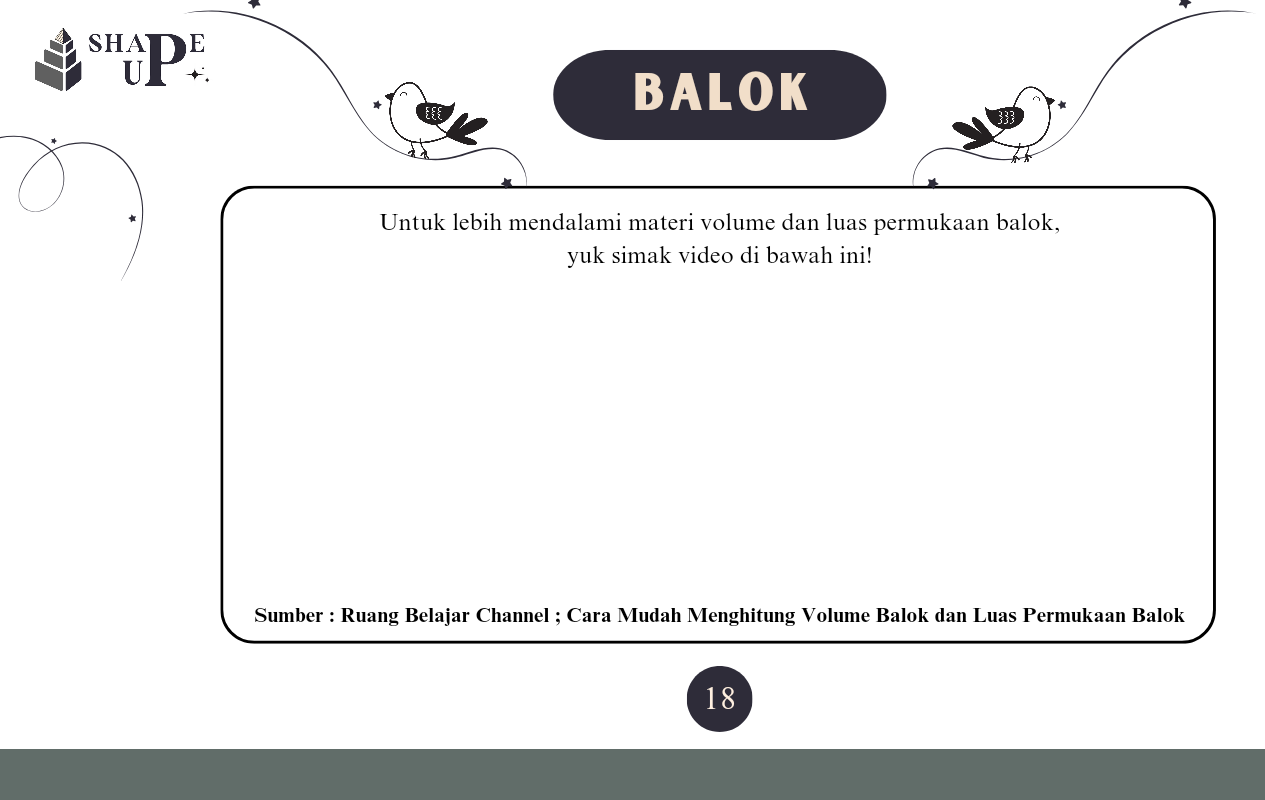 SHAPE
UP
BALOK
Untuk lebih mendalami materi volume dan luas permukaan balok,
yuk simak video di bawah ini!
Sumber : Ruang Belajar Channel ; Cara Mudah Menghitung Volume Balok dan Luas Permukaan Balok
18